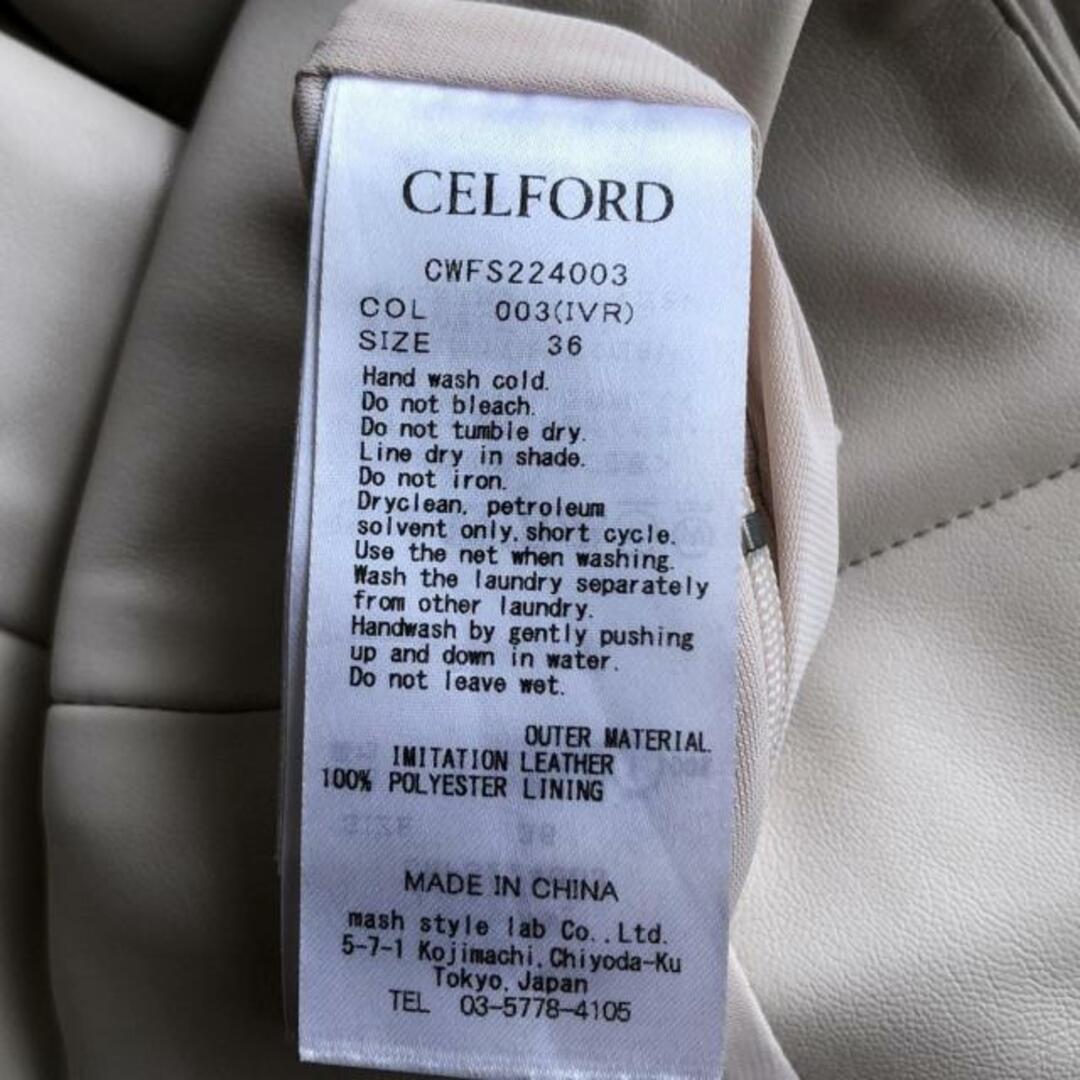 CELFORD
CWFS224003
COL 003(IVR)
SIZE 36
Hand wash cold.
Do not bleach.
Do not tumble dry.
Line dry in shade.
Do not iron.
Dryclean, petroleum
solvent only, short cycle.
Use the net when washing.
Wash the laundry separately
from other laundry.
Handwash by gently pushing
up and down in water.
Do not leave wet.
OUTER MATERIAL
IMITATION LEATHER
100% POLYESTER LINING
MADE IN CHINA
mash style lab Co.,Ltd.
5-7-1 Kojimachi,Chiyoda-Ku
Tokyo,Japan
TEL 03-5778-4105